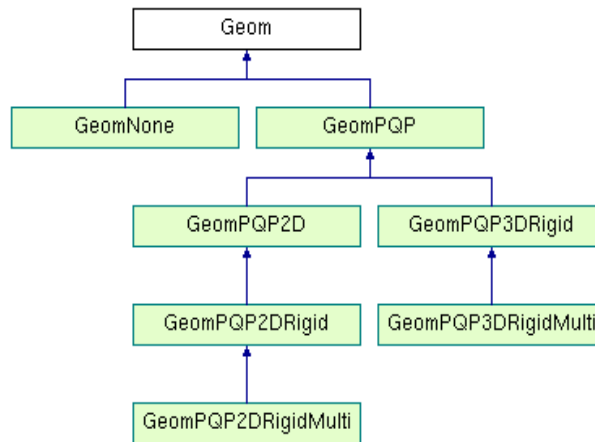 Geom
GeomNone
GeomPQP
GeomPQP2D
GeomPQP3DRigid
GeomPQP2DRigid
GeomPQP3DRigidMulti
GeomPQP2DRigidMulti